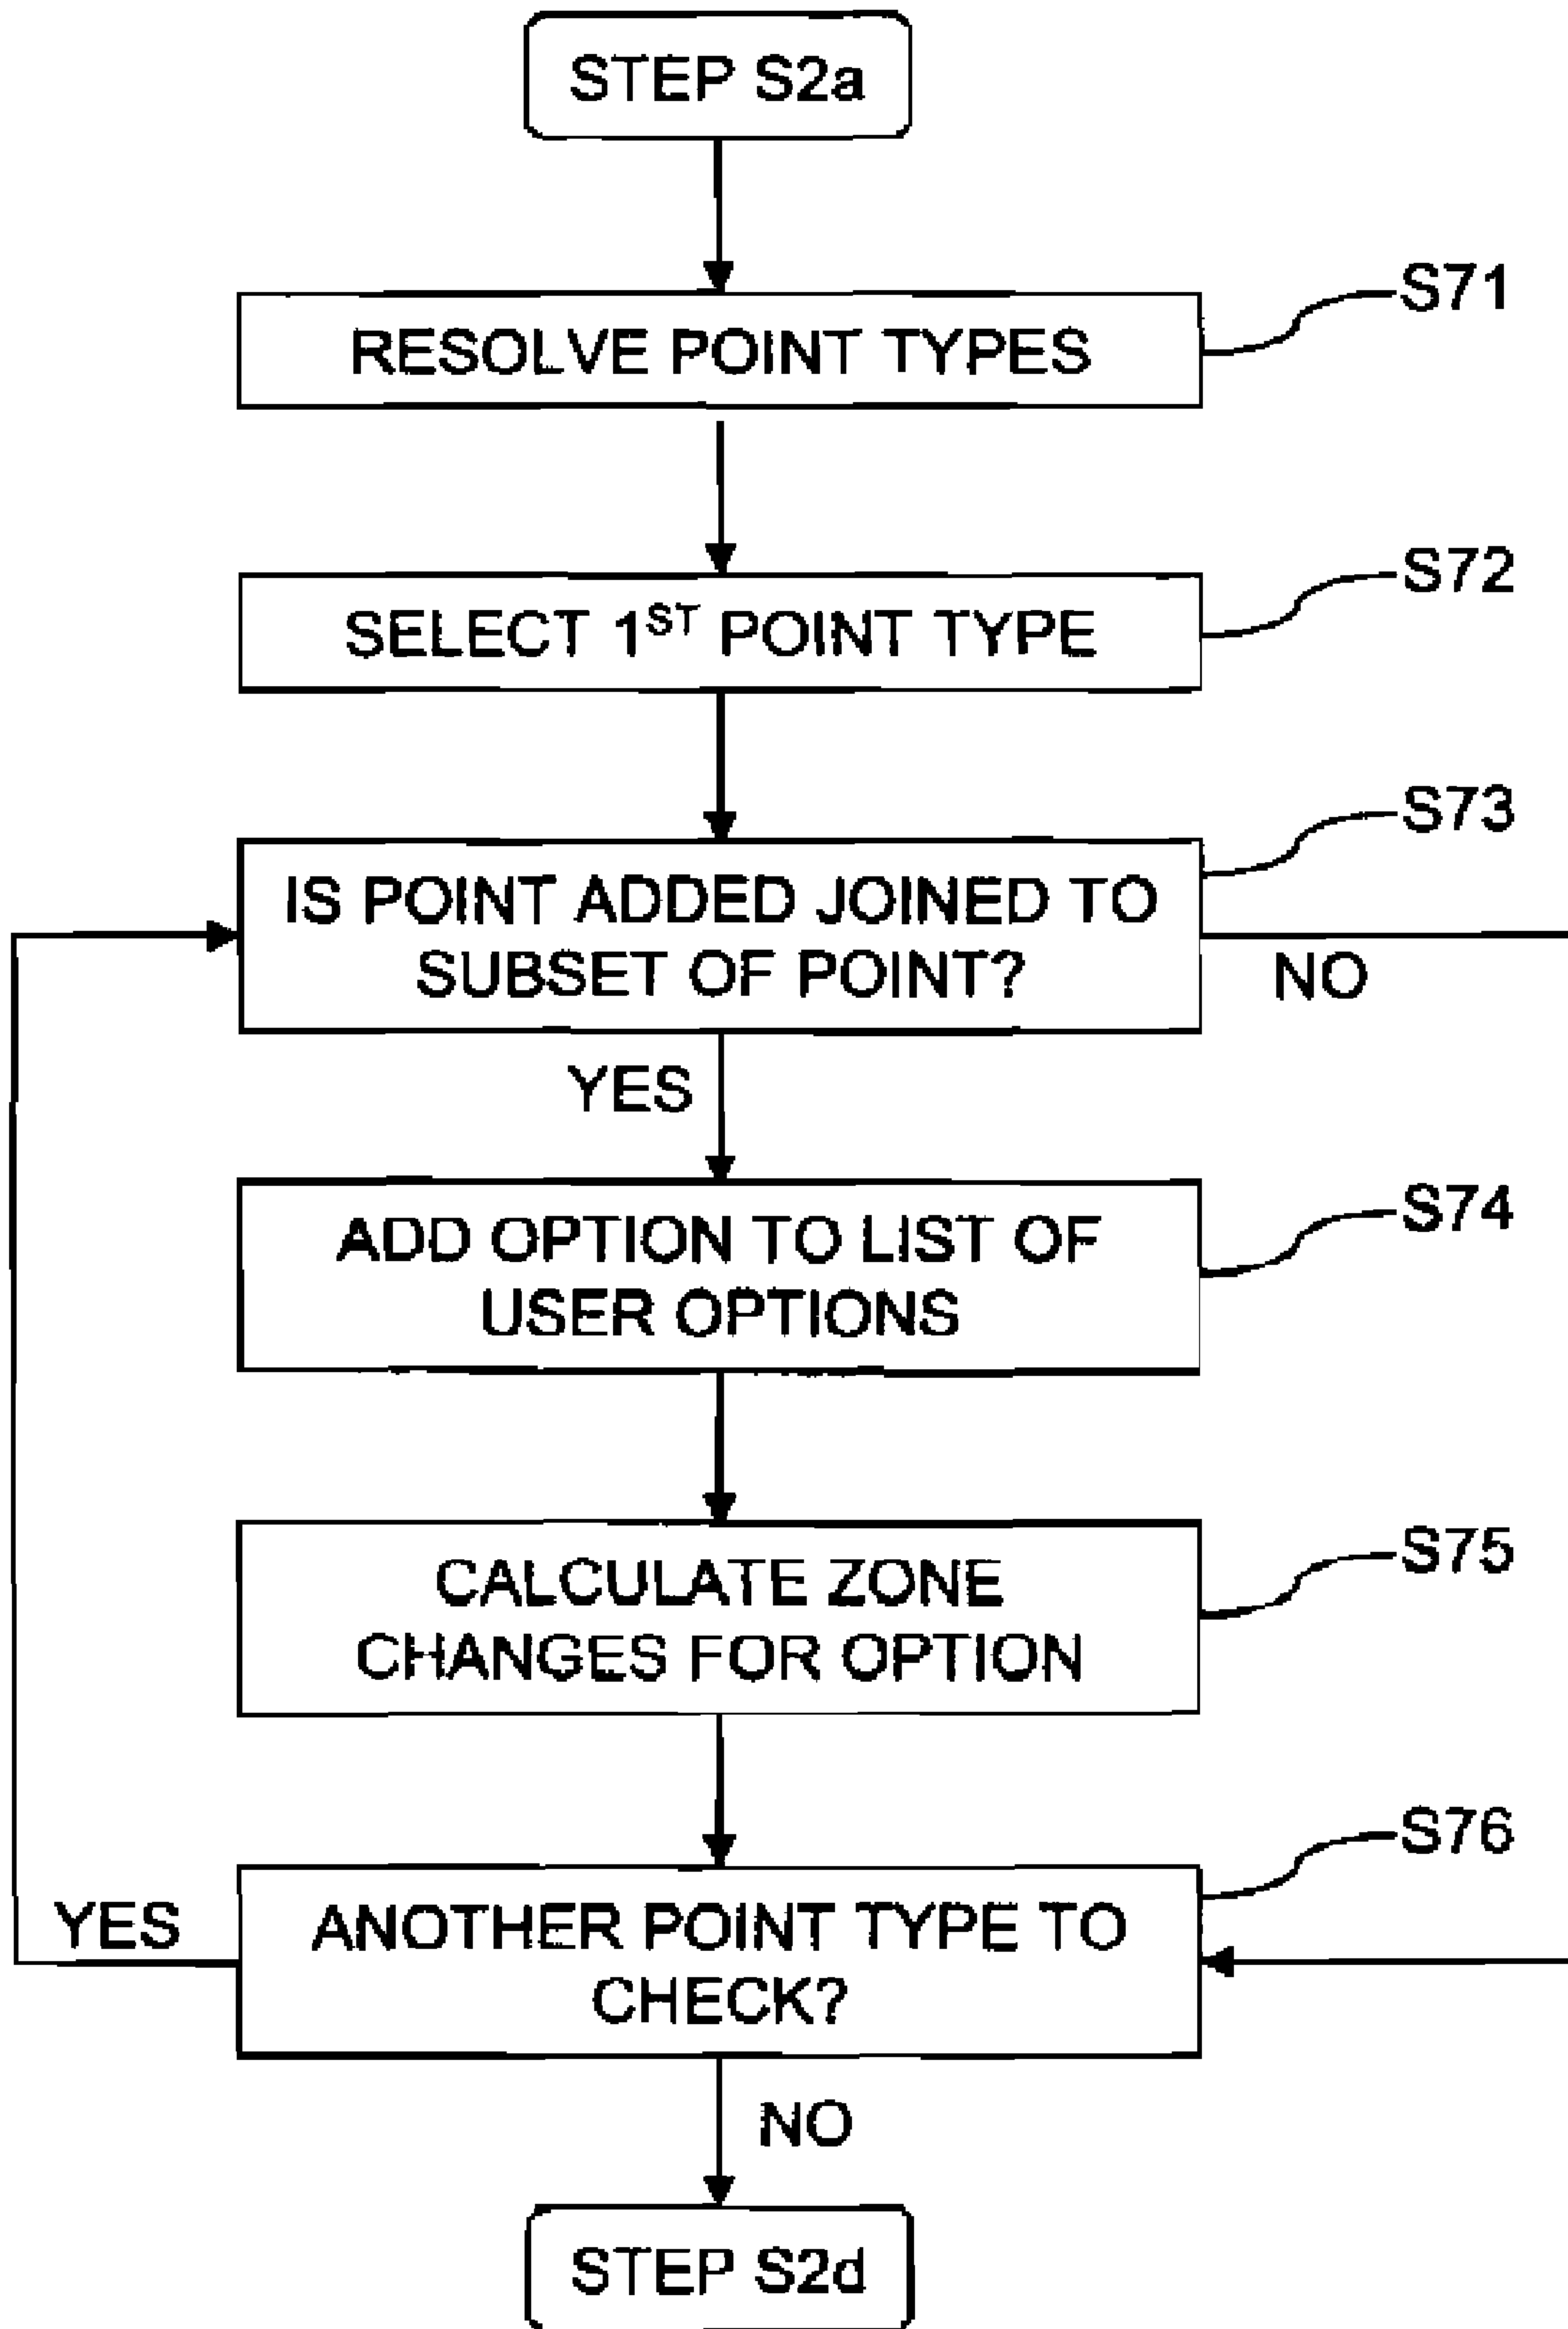 STEP S2a
S71
RESOLVE POINT TYPES
S72
SELECT 1ST POINT TYPE
S73
IS POINT ADDED JOINED TO
SUBSET OF POINT?
NO
YES
S74
ADD OPTION TO LIST OF
USER OPTIONS
S75
CALCULATE ZONE
CHANGES FOR OPTION
S76
YES
ANOTHER POINT TYPE TO
CHECK?
NO
STEP S2d